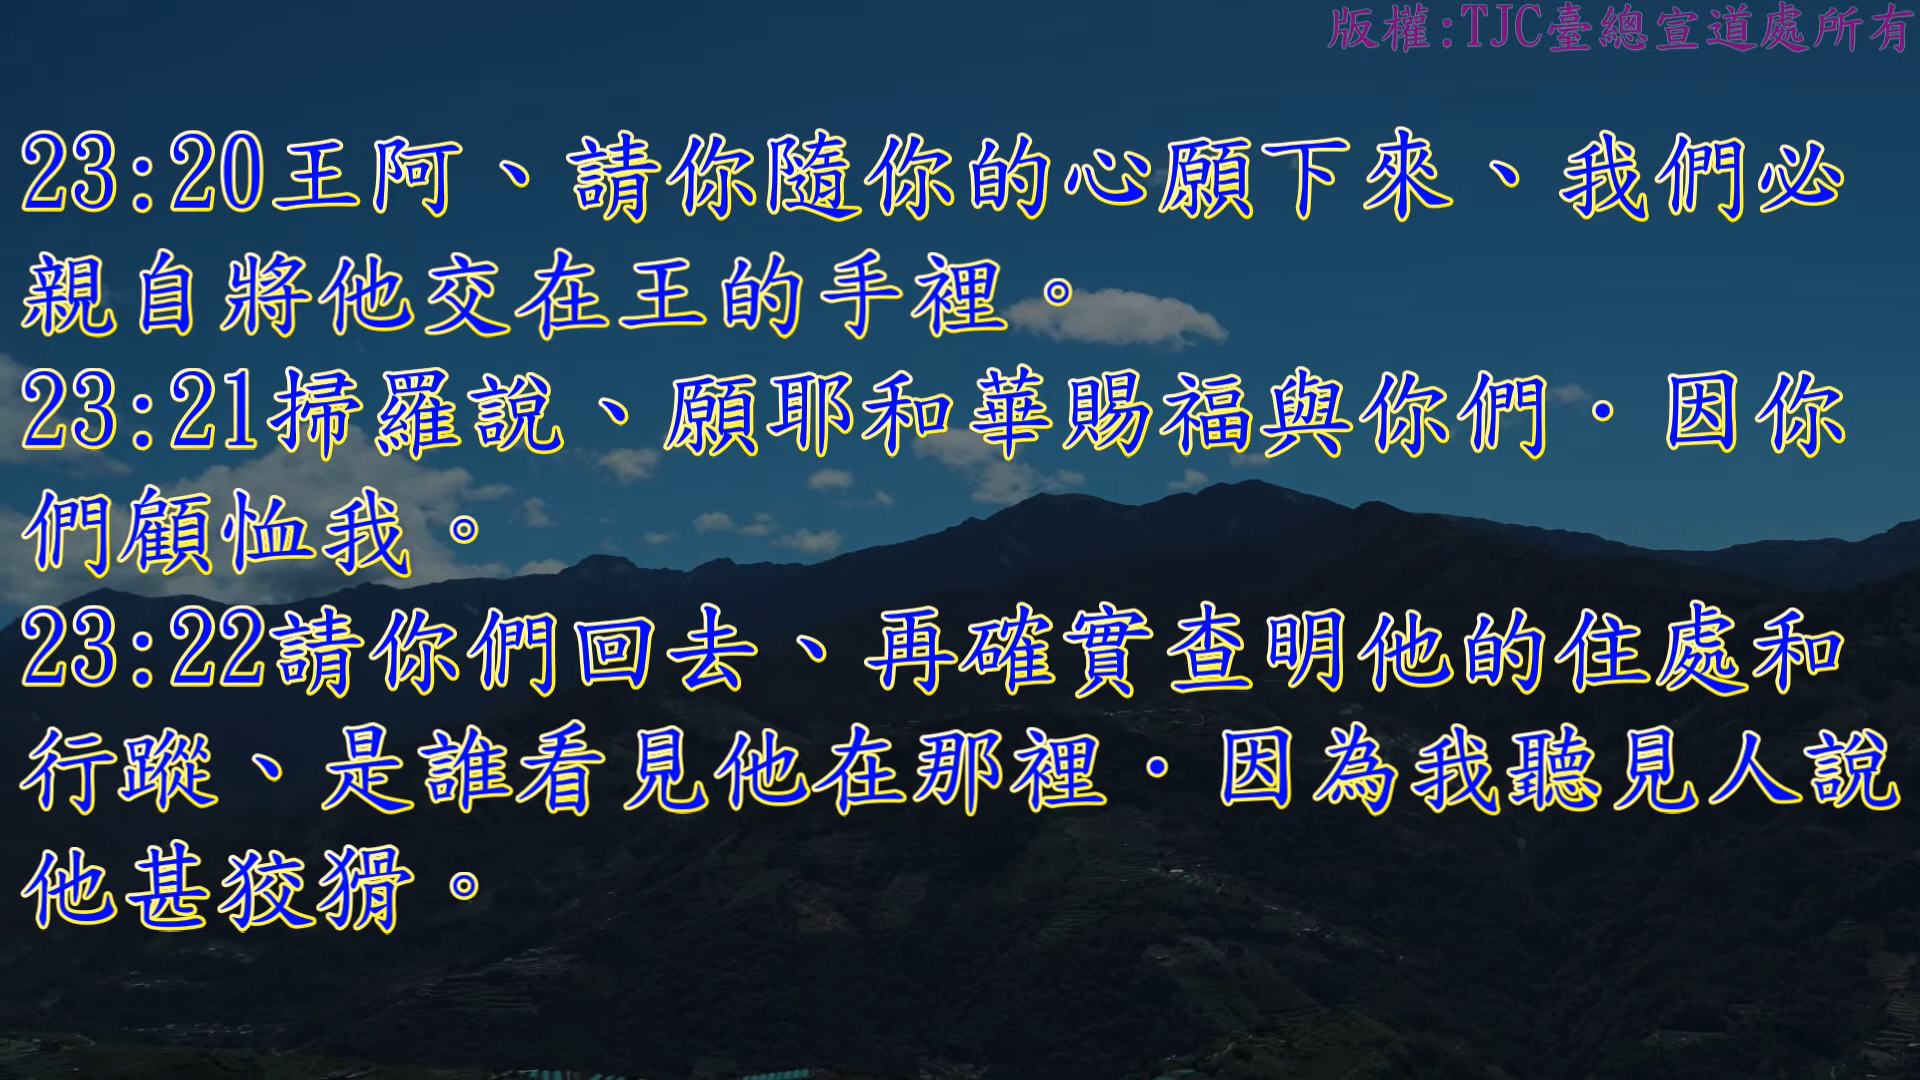 版權:TJC臺總宣道處所有
23:20王阿、請你隨你的心願下來、我們必
親自將他交在王的手裡。
23:21掃羅說、願耶和華賜福與你們．因你
們顧恤我。
23:22請你們回去、再確實查明他的住處和
行蹤、是誰看見他在那裡．因為我聽見人說
他甚狡猾。